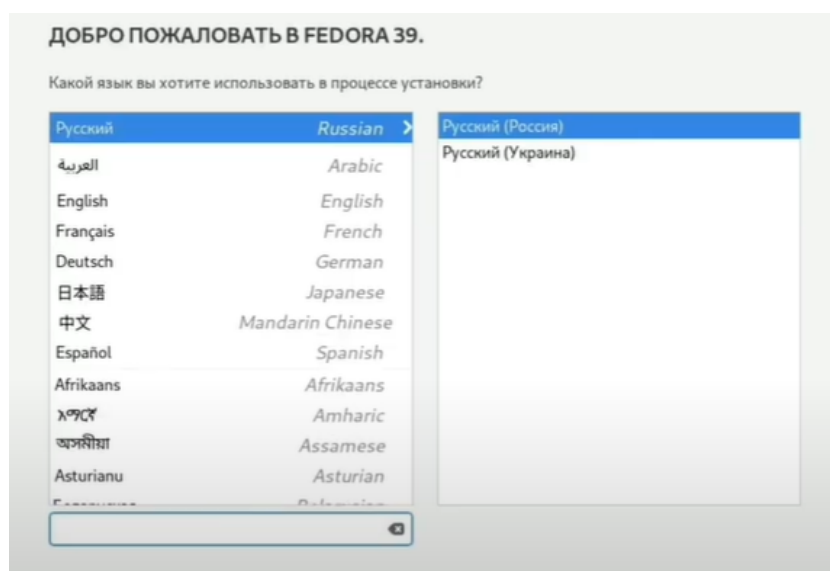 ДОБРО ПОЖАЛОВАТЬ В FEDORA 39.
Какой язык вы хотите использовать в процессе установки?
Русский Russian
العربية Arabic
English English
Français French
Deutsch German
日本語 Japanese
中文 Mandarin Chinese
Español Spanish
Afrikaans Afrikaans
አማርኛ Amharic
অসমীয়া Assamese
Asturianu Asturian
Русский (Россия)
Русский (Украина)